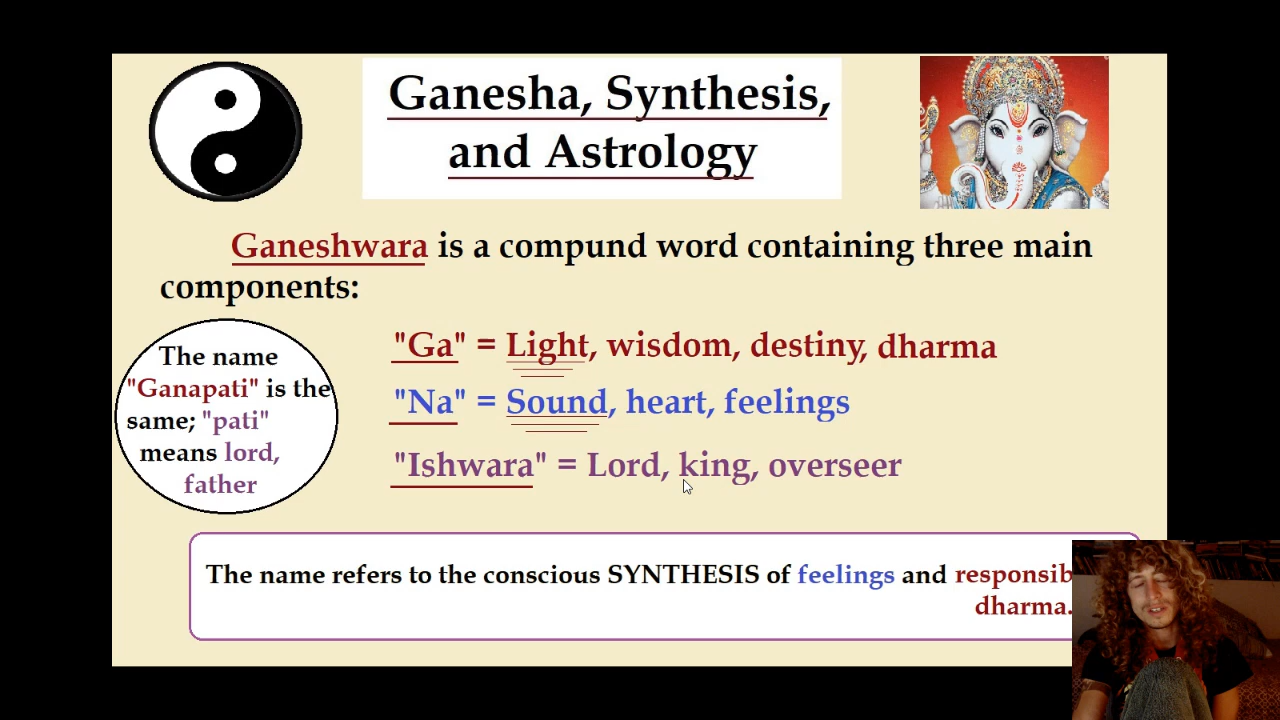 Ganesha, Synthesis,
and Astrology
Ganeshwara is a compund word containing three main
components:
The name
"Ganapati" is the
same; "pati"
means lord,
father
"Ga" = Light, wisdom, destiny, dharma
"Na" = Sound, heart, feelings
"Ishwara" = Lord, king, overseer
The name refers to the conscious SYNTHESIS of feelings and
dharma.